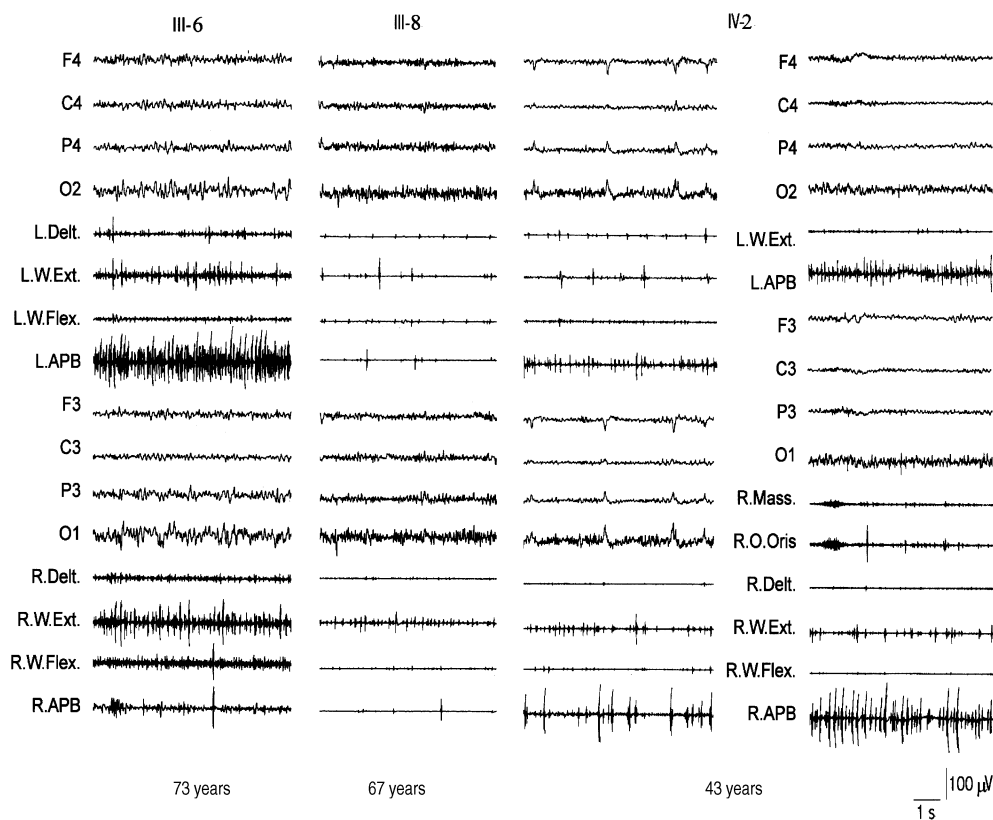 III-6
III-8
IV-2
F4
C4
P4
O2
L.Delt.
L.W.Ext.
L.W.Flex.
L.APB
F3
C3
P3
O1
R.Delt.
R.W.Ext.
R.W.Flex.
R.APB
F4
C4
P4
O2
L.W.Ext.
L.APB
F3
C3
P3
O1
R.Mass.
R.O.Oris
R.Delt.
R.W.Ext.
R.W.Flex.
R.APB
73 years
67 years
43 years
100 µV
1 s